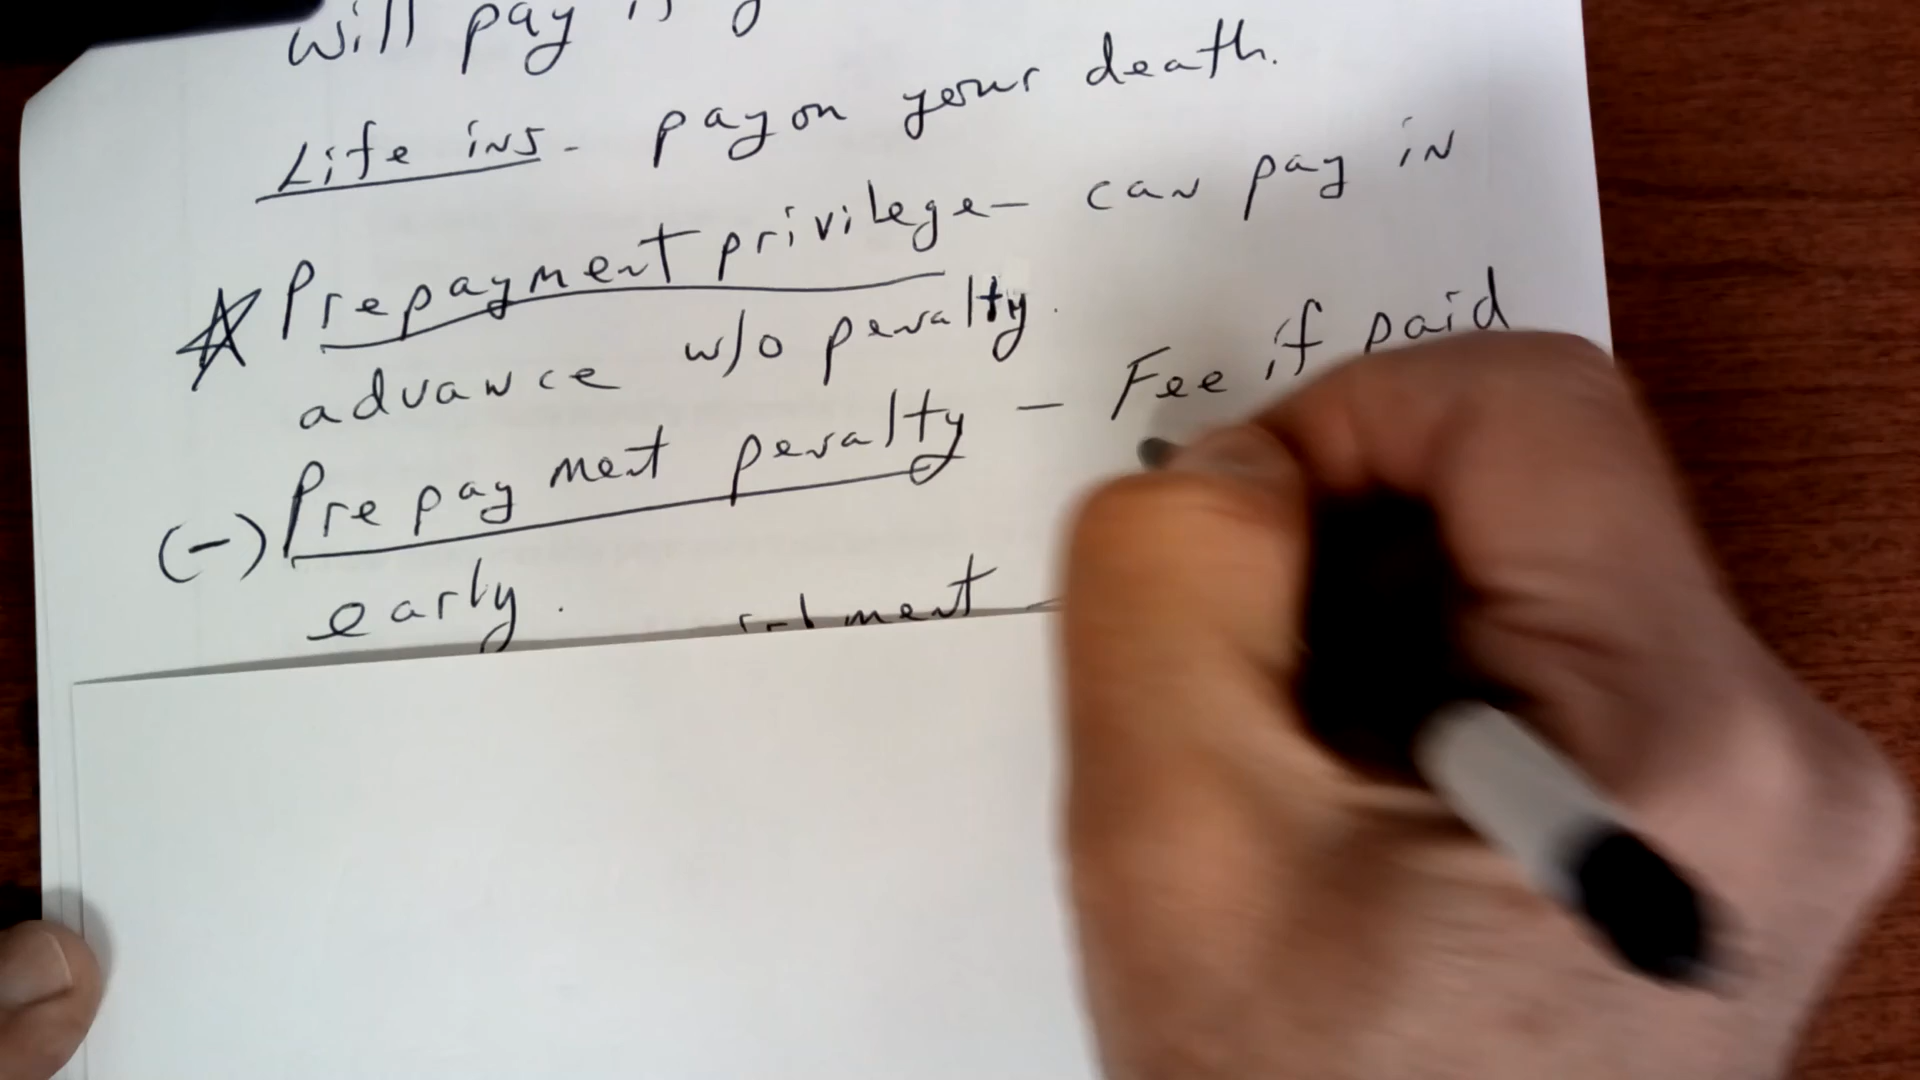 will pay
Life ins - pay on your death.
Prepayment privilege - can pay in
advance w/o penalty.
(-) Prepayment penalty - Fee if paid
early.